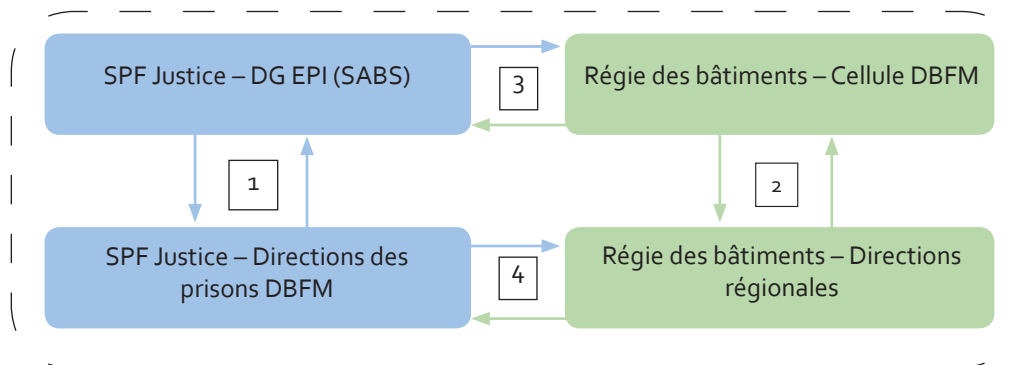 SPF Justice – DG EPI (SABS)
3
Régie des bâtiments – Cellule DBFM
1
2
SPF Justice – Directions des
prisons DBFM
4
Régie des bâtiments – Directions
régionales